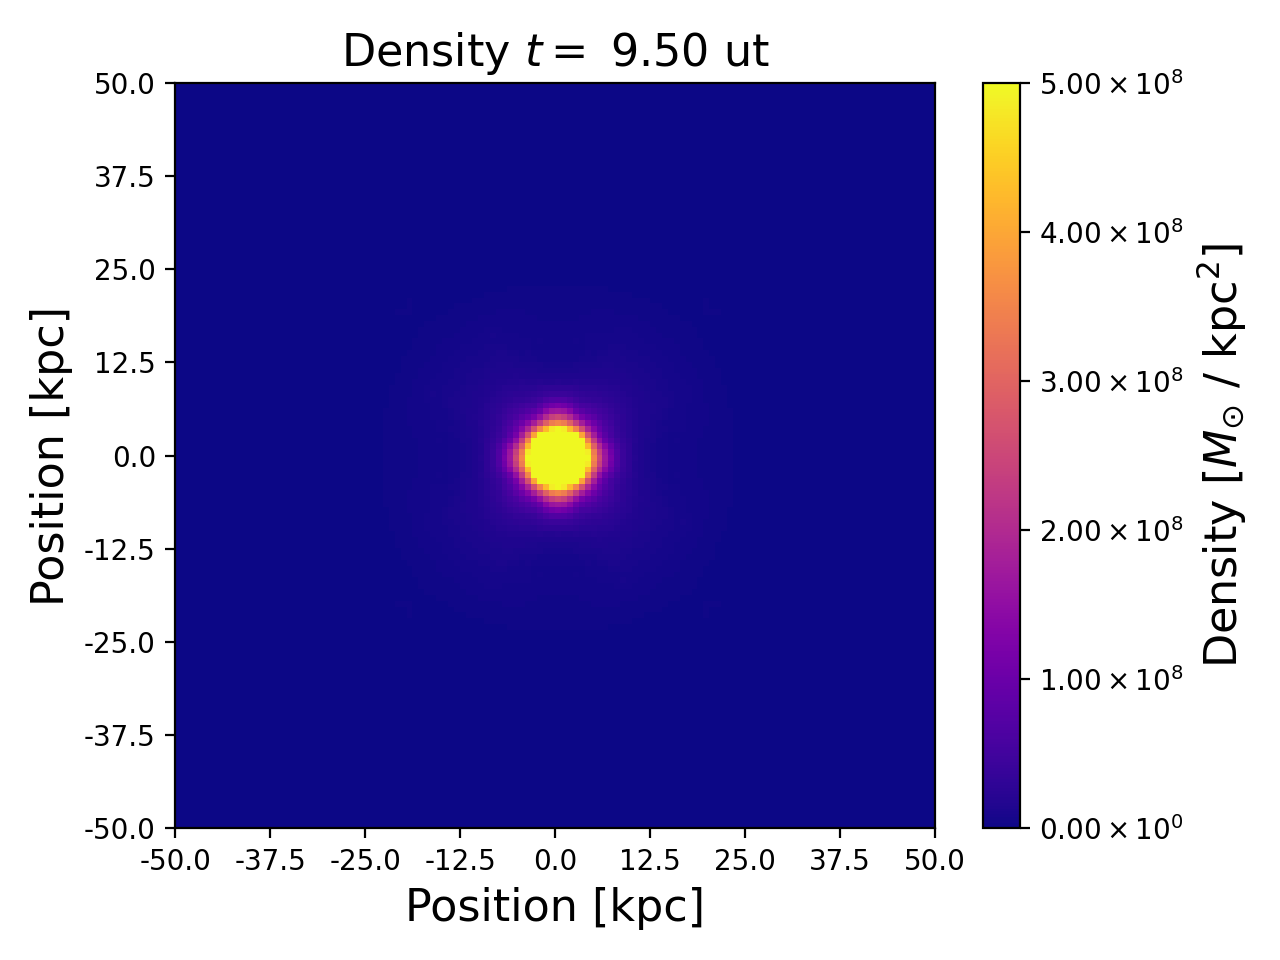 Density t = 9.50 ut
50.0
37.5
25.0
12.5
0.0
-12.5
-25.0
-37.5
-50.0
Position [kpc]
-50.0 -37.5 -25.0 -12.5 0.0 12.5 25.0 37.5 50.0
Position [kpc]
5.00 × 10⁸
4.00 × 10⁸
3.00 × 10⁸
2.00 × 10⁸
1.00 × 10⁸
0.00 × 10⁰
Density [M☉ / kpc²]